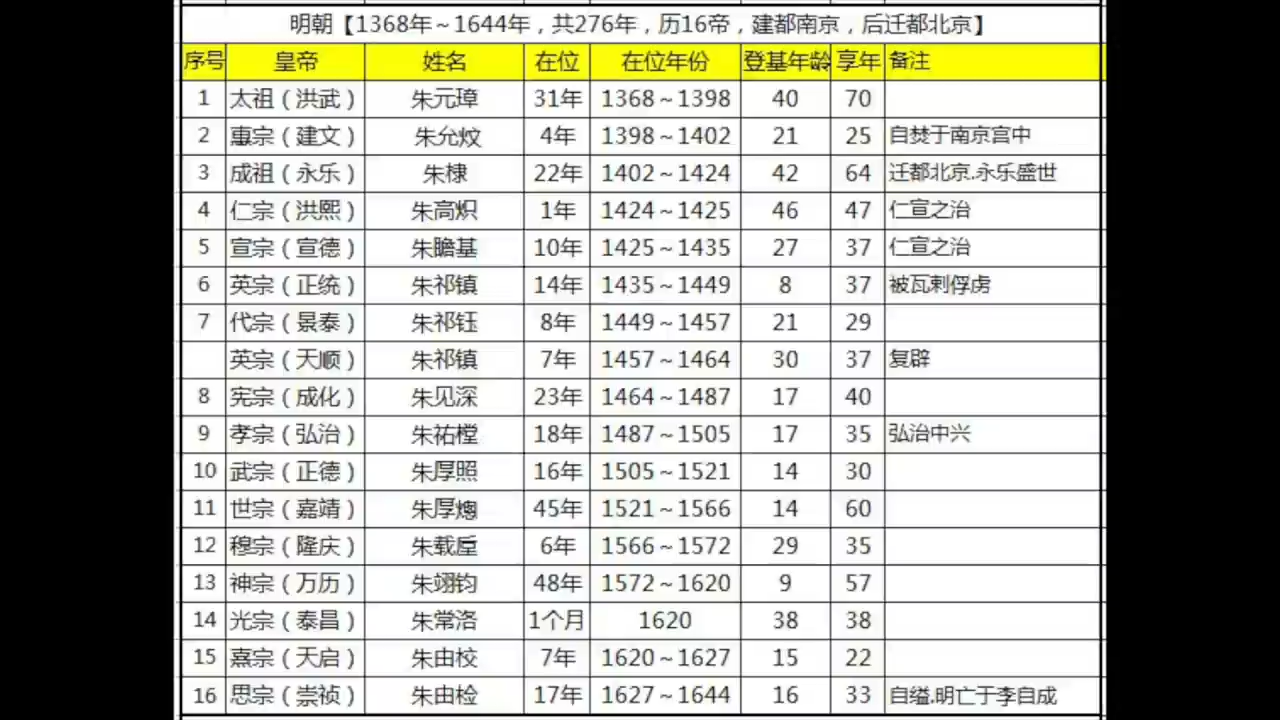 明朝【1368年～1644年，共276年，历16帝，建都南京，后迁都北京】
序号 皇帝 姓名 在位 在位年份 登基年龄 享年 备注
1 太祖（洪武） 朱元璋 31年 1368～1398 40 70
2 惠宗（建文） 朱允炆 4年 1398～1402 21 25 自焚于南京宫中
3 成祖（永乐） 朱棣 22年 1402～1424 42 64 迁都北京.永乐盛世
4 仁宗（洪熙） 朱高炽 1年 1424～1425 46 47 仁宣之治
5 宣宗（宣德） 朱瞻基 10年 1425～1435 27 37 仁宣之治
6 英宗（正统） 朱祁镇 14年 1435～1449 8 37 被瓦剌俘虏
7 代宗（景泰） 朱祁钰 8年 1449～1457 21 29
英宗（天顺） 朱祁镇 7年 1457～1464 30 37 复辟
8 宪宗（成化） 朱见深 23年 1464～1487 17 40
9 孝宗（弘治） 朱祐樘 18年 1487～1505 17 35 弘治中兴
10 武宗（正德） 朱厚照 16年 1505～1521 14 30
11 世宗（嘉靖） 朱厚熜 45年 1521～1566 14 60
12 穆宗（隆庆） 朱载垕 6年 1566～1572 29 35
13 神宗（万历） 朱翊钧 48年 1572～1620 9 57
14 光宗（泰昌） 朱常洛 1个月 1620 38 38
15 熹宗（天启） 朱由校 7年 1620～1627 15 22
16 思宗（崇祯） 朱由检 17年 1627～1644 16 33 自缢.明亡于李自成